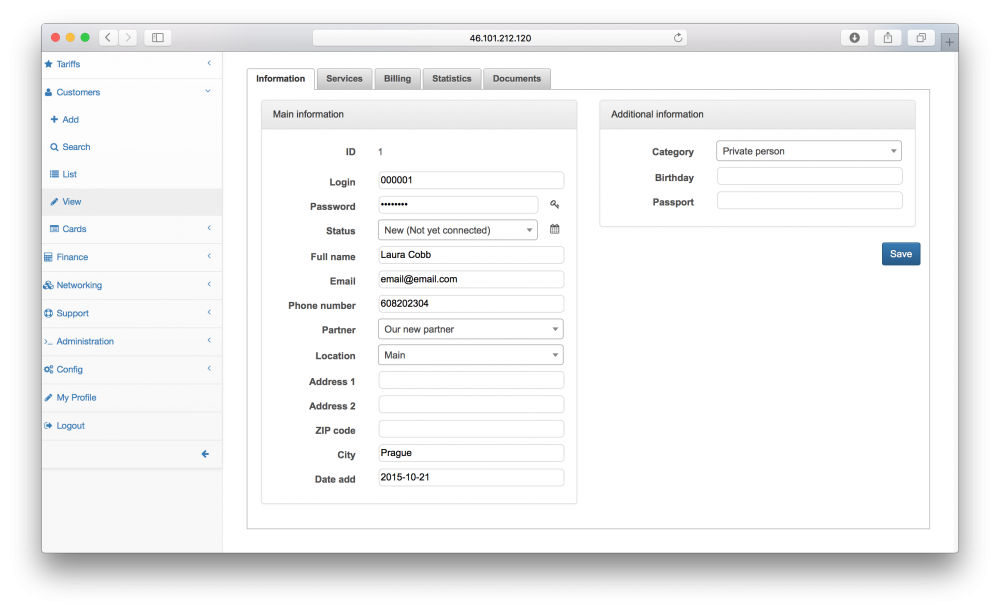 46.101.212.120
Tariffs
Customers
Add
Search
List
View
Cards
Finance
Networking
Support
Administration
Config
My Profile
Logout
Information Services Billing Statistics Documents
Main information
ID 1
Login 000001
Password ••••••••
Status New (Not yet connected)
Full name Laura Cobb
Email email@email.com
Phone number 608202304
Partner Our new partner
Location Main
Address 1
Address 2
ZIP code
City Prague
Date add 2015-10-21
Additional information
Category Private person
Birthday
Passport
Save